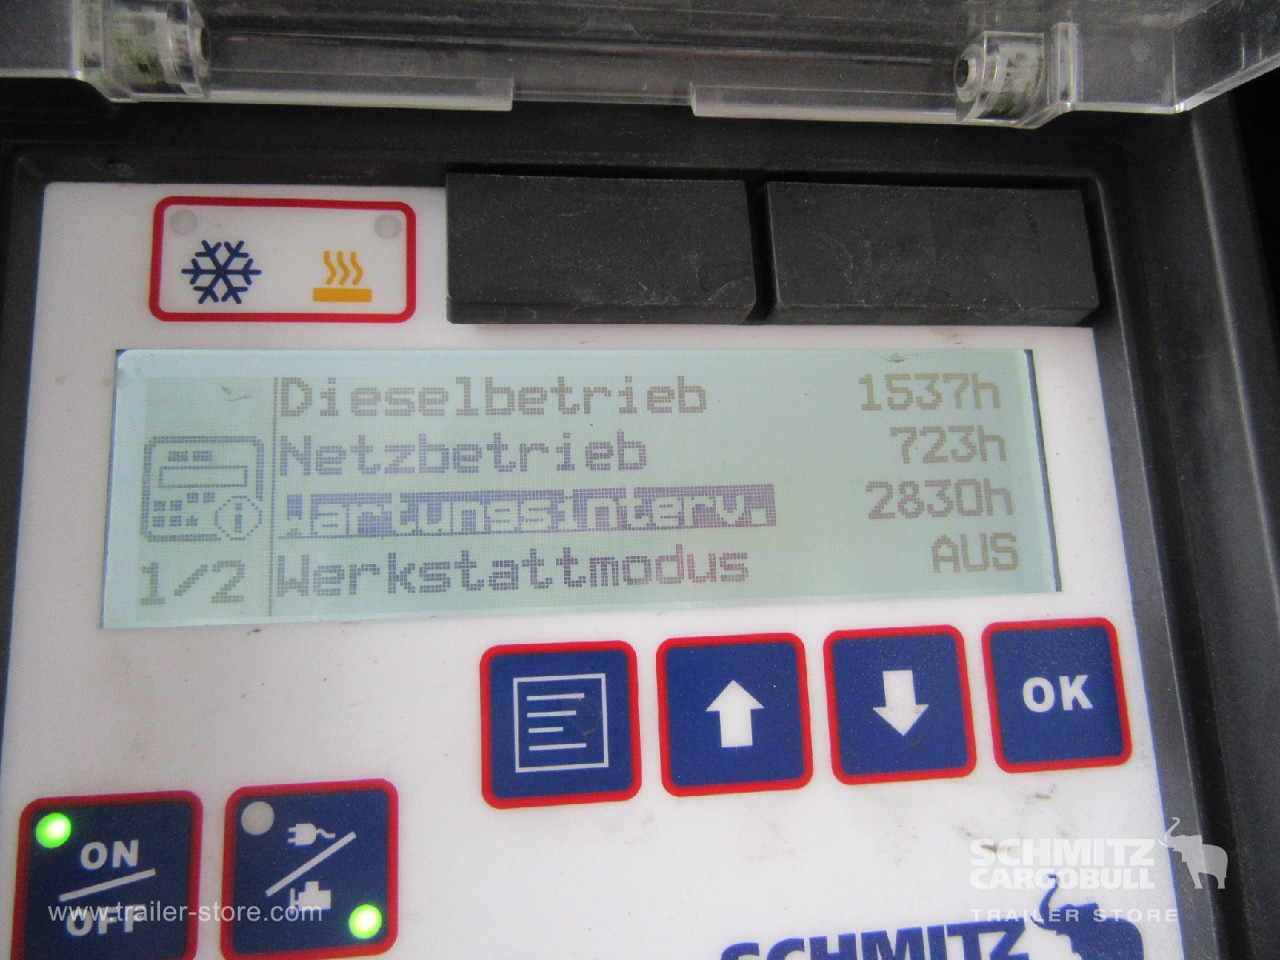 Dieselbetrieb 1537h
Netzbetrieb 723h
Wartungsinterv. 2830h
Werkstattmodus AUS
1/2
OK
ON
OFF
www.trailer-store.com
SCHMITZ
CARGOBULL
TRAILER STORE
SCHMITZ